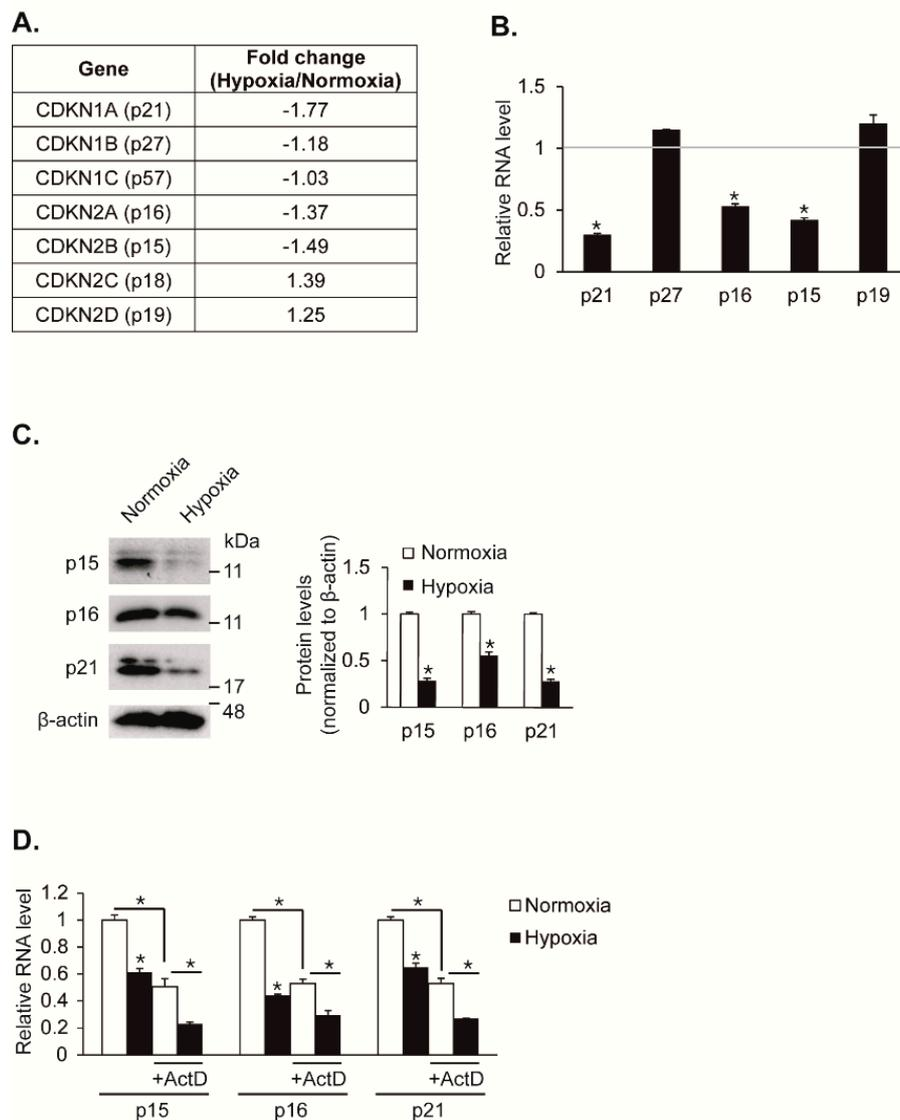 A.
Gene
Fold change
(Hypoxia/Normoxia)
CDKN1A (p21)
-1.77
CDKN1B (p27)
-1.18
CDKN1C (p57)
-1.03
CDKN2A (p16)
-1.37
CDKN2B (p15)
-1.49
CDKN2C (p18)
1.39
CDKN2D (p19)
1.25
B.
Relative RNA level
1.5
1
0.5
0
*
*
*
p21
p27
p16
p15
p19
C.
Normoxia
Hypoxia
kDa
p15
11
p16
11
p21
17
48
β-actin
Protein levels
(normalized to β-actin)
Normoxia
Hypoxia
1.5
1
0.5
0
*
*
*
p15
p16
p21
D.
Relative RNA level
1.2
1
0.8
0.6
0.4
0.2
0
*
*
*
*
*
*
*
*
*
Normoxia
Hypoxia
+ActD
+ActD
+ActD
p15
p16
p21